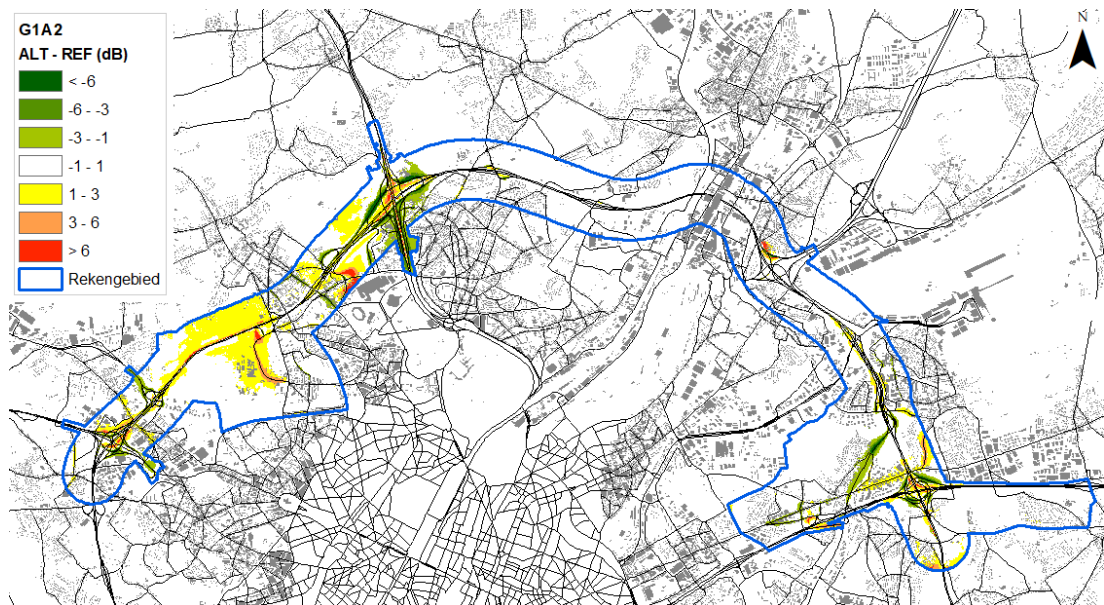 G1A2
ALT - REF (dB)
< -6
-6 - -3
-3 - -1
-1 - 1
1 - 3
3 - 6
> 6
Rekengebied
N